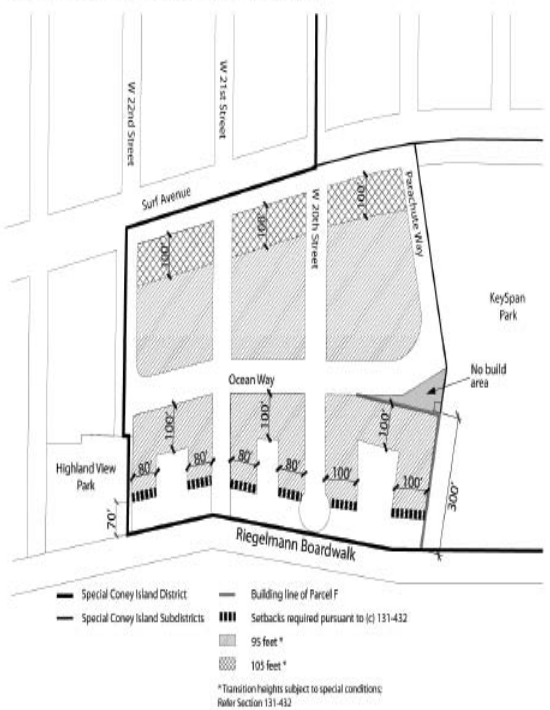 W 22nd Street
W 21st Street
Surf Avenue
W 20th Street
Parachute Way
100'
100'
100'
KeySpan
Park
No build
area
Ocean Way
100'
100'
100'
80'
80'
80'
80'
100'
100'
300'
Highland View
Park
70'
Riegelmann Boardwalk
Special Coney Island District
Special Coney Island Subdistricts
Building line of Parcel F
Setbacks required pursuant to (c) 131-432
95 feet *
105 feet *
*Transition heights subject to special conditions;
Refer Section 131-432